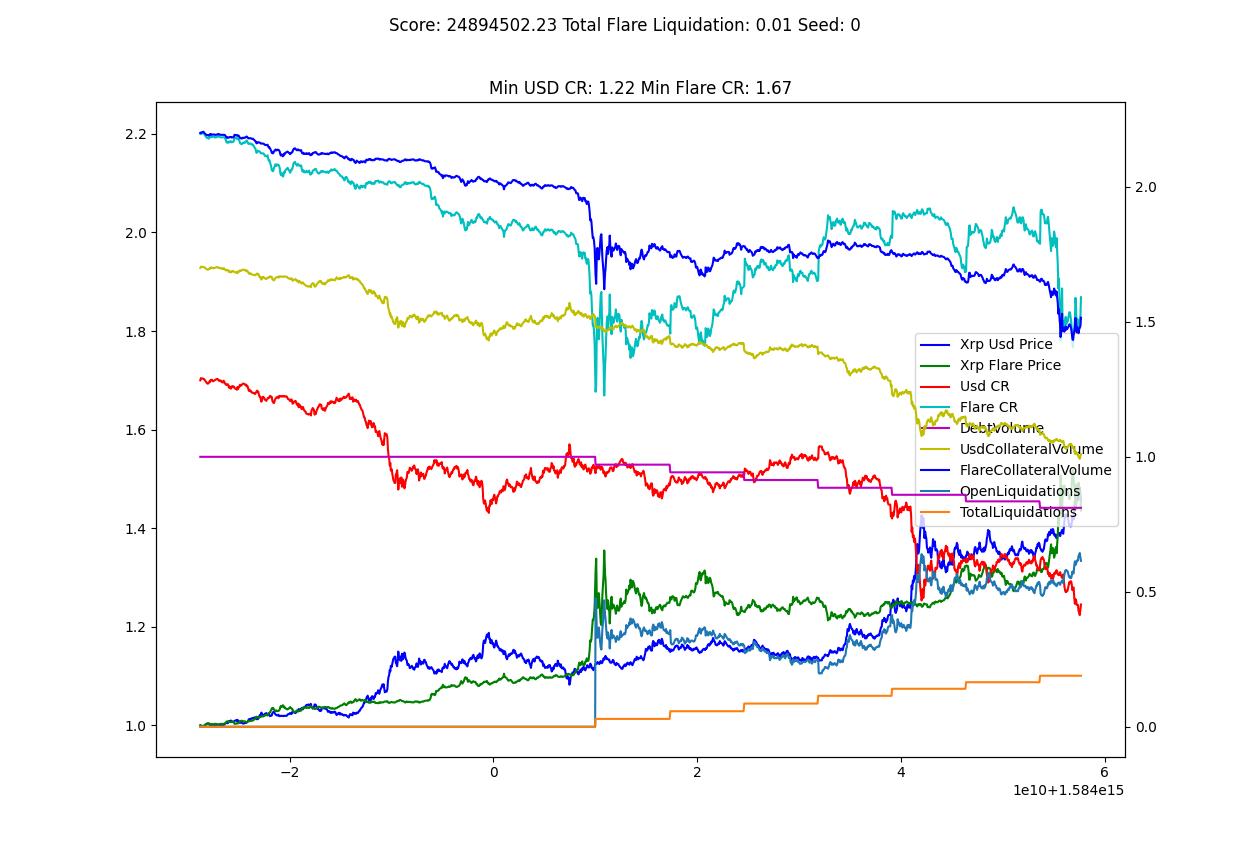 Score: 24894502.23 Total Flare Liquidation: 0.01 Seed: 0
Min USD CR: 1.22 Min Flare CR: 1.67
2.2
2.0
1.8
1.6
1.4
1.2
1.0
2.0
1.5
1.0
0.5
0.0
Xrp Usd Price
Xrp Flare Price
Usd CR
Flare CR
DebtVolume
UsdCollateralVolume
FlareCollateralVolume
OpenLiquidations
TotalLiquidations
−2
0
2
4
6
1e10+1.584e15